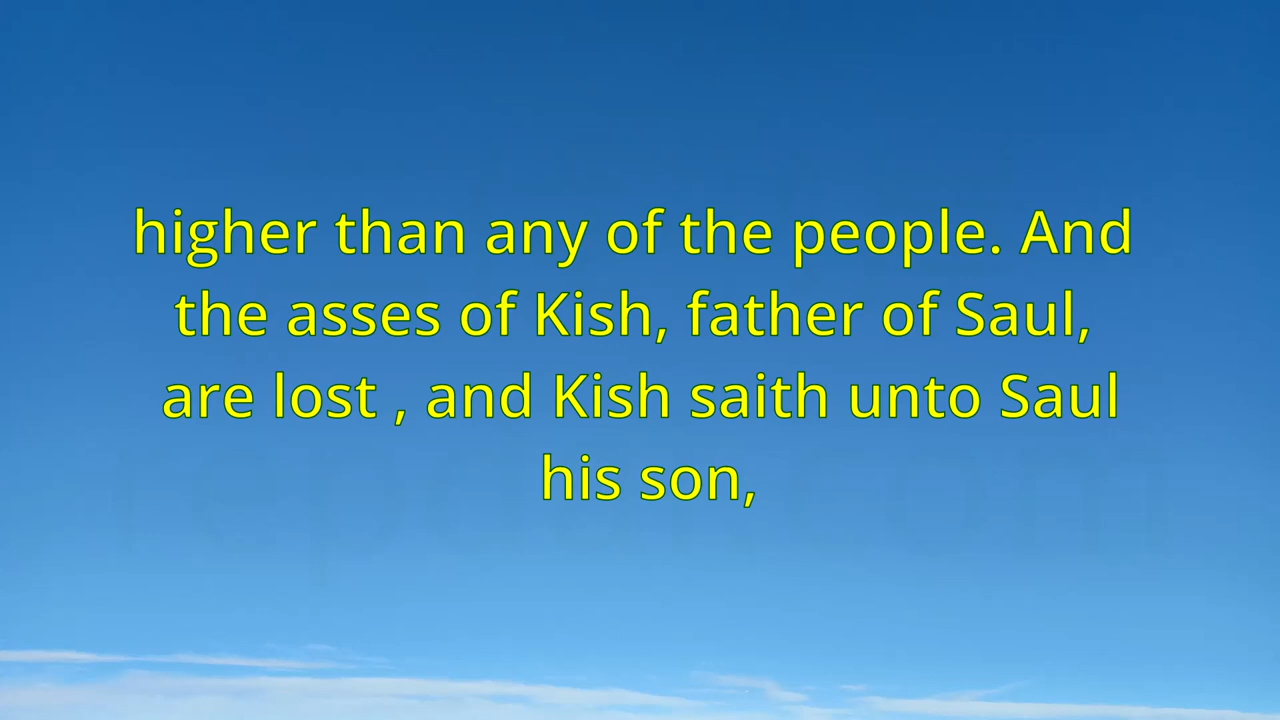 higher than any of the people. And
the asses of Kish, father of Saul,
are lost , and Kish saith unto Saul
his son,